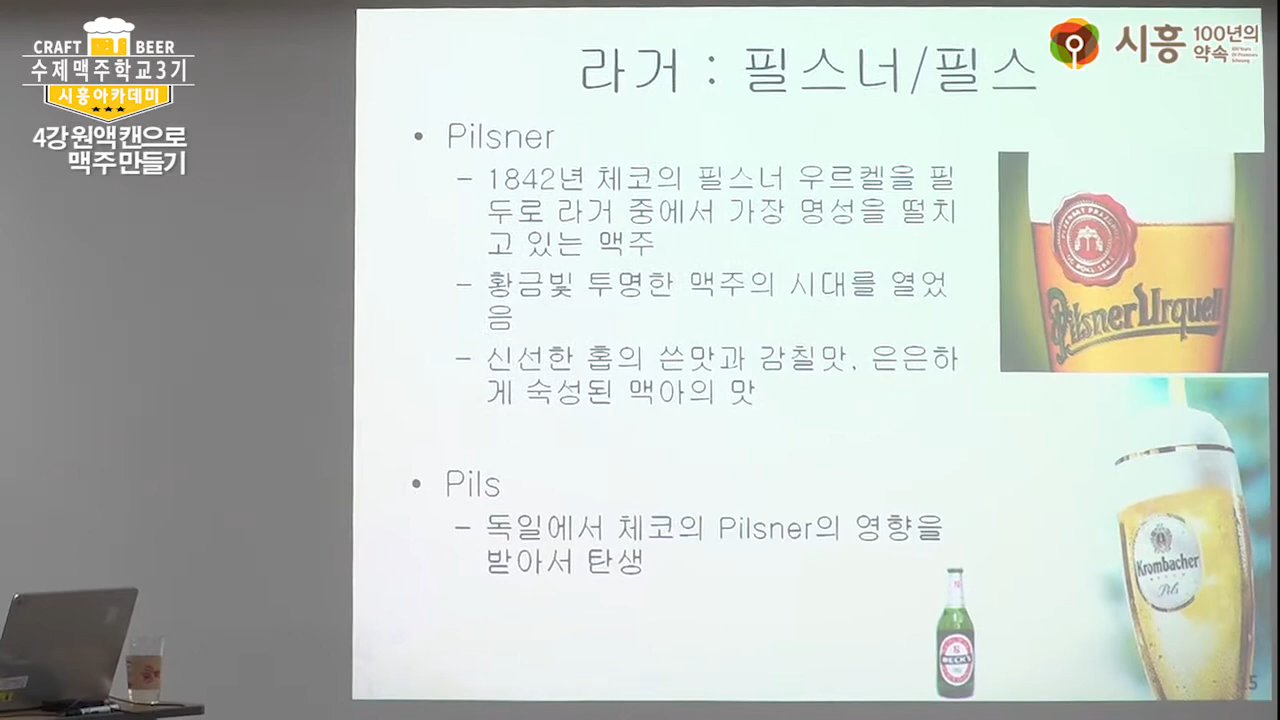 CRAFT BEER
수제맥주학교3기
시흥아카데미
4강 원액 캔으로
맥주 만들기
시흥 100년의 약속
라거 : 필스너/필스
• Pilsner
– 1842년 체코의 필스너 우르켈을 필
두로 라거 중에서 가장 명성을 떨치
고 있는 맥주
– 황금빛 투명한 맥주의 시대를 열었
음
– 신선한 홉의 쓴맛과 감칠맛, 은은하
게 숙성된 맥아의 맛
Pilsner Urquell
• Pils
– 독일에서 체코의 Pilsner의 영향을
받아서 탄생
Krombacher
Pils
BECK'S